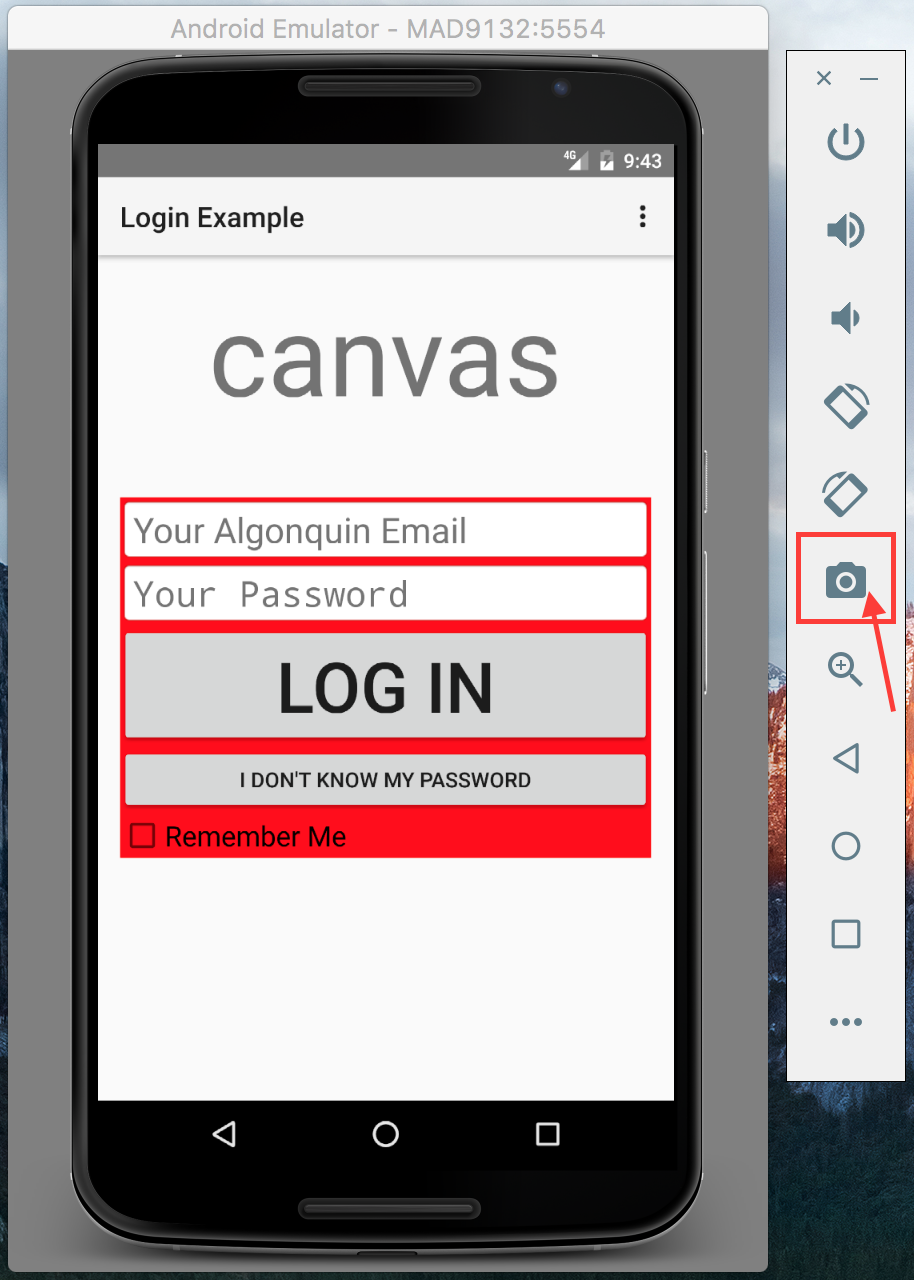 Android Emulator - MAD9132:5554
4G 9:43
Login Example
canvas
Your Algonquin Email
Your Password
LOG IN
I DON'T KNOW MY PASSWORD
Remember Me